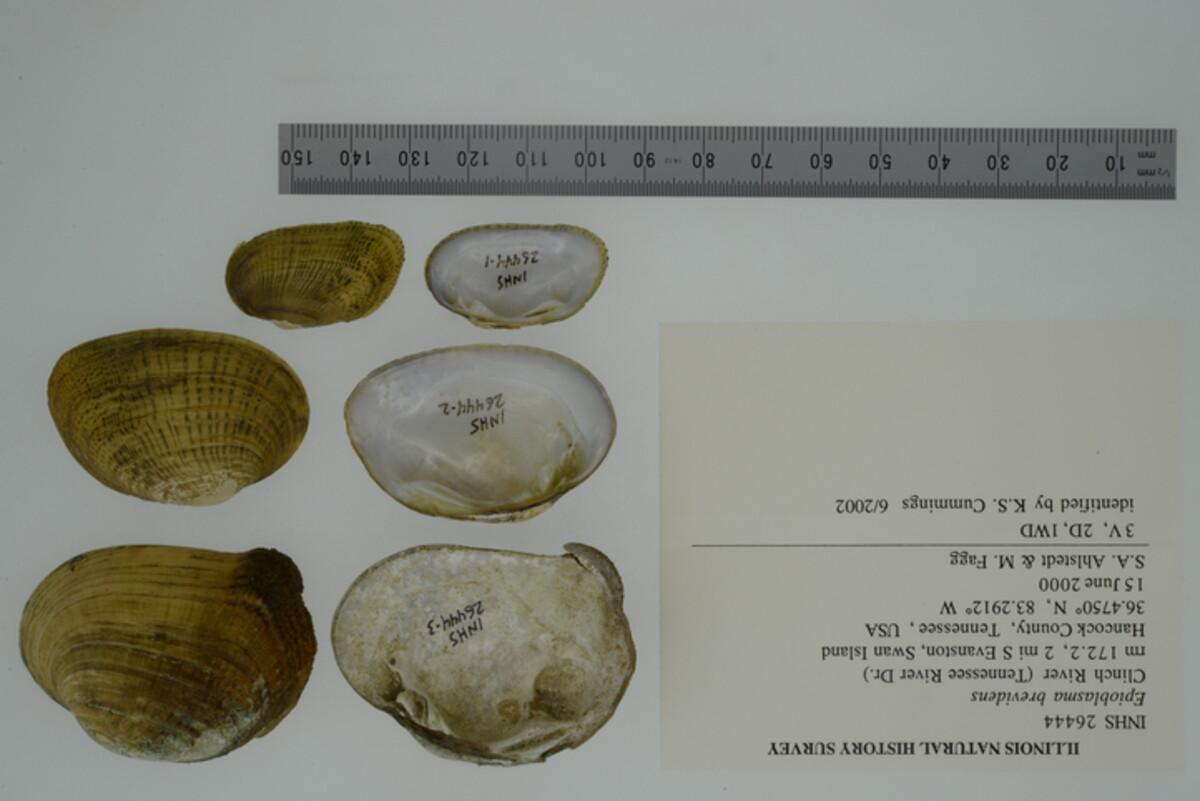 ILLINOIS NATURAL HISTORY SURVEY
INHS 26444
Epioblasma brevidens
Clinch River (Tennessee River Dr.)
rm 172.2, 2 mi S Evanston, Swan Island
Hancock County, Tennessee, USA
36.4750° N, 83.2912° W
15 June 2000
S.A. Ahlstedt & M. Fagg
3 V, 2D, 1WD
identified by K.S. Cummings 6/2002
INHS
26444-3
INHS
26444-2
INHS
26444-1
½ mm
mm
10 20 30 40 50 60 70 80 90 100 110 120 130 140 150